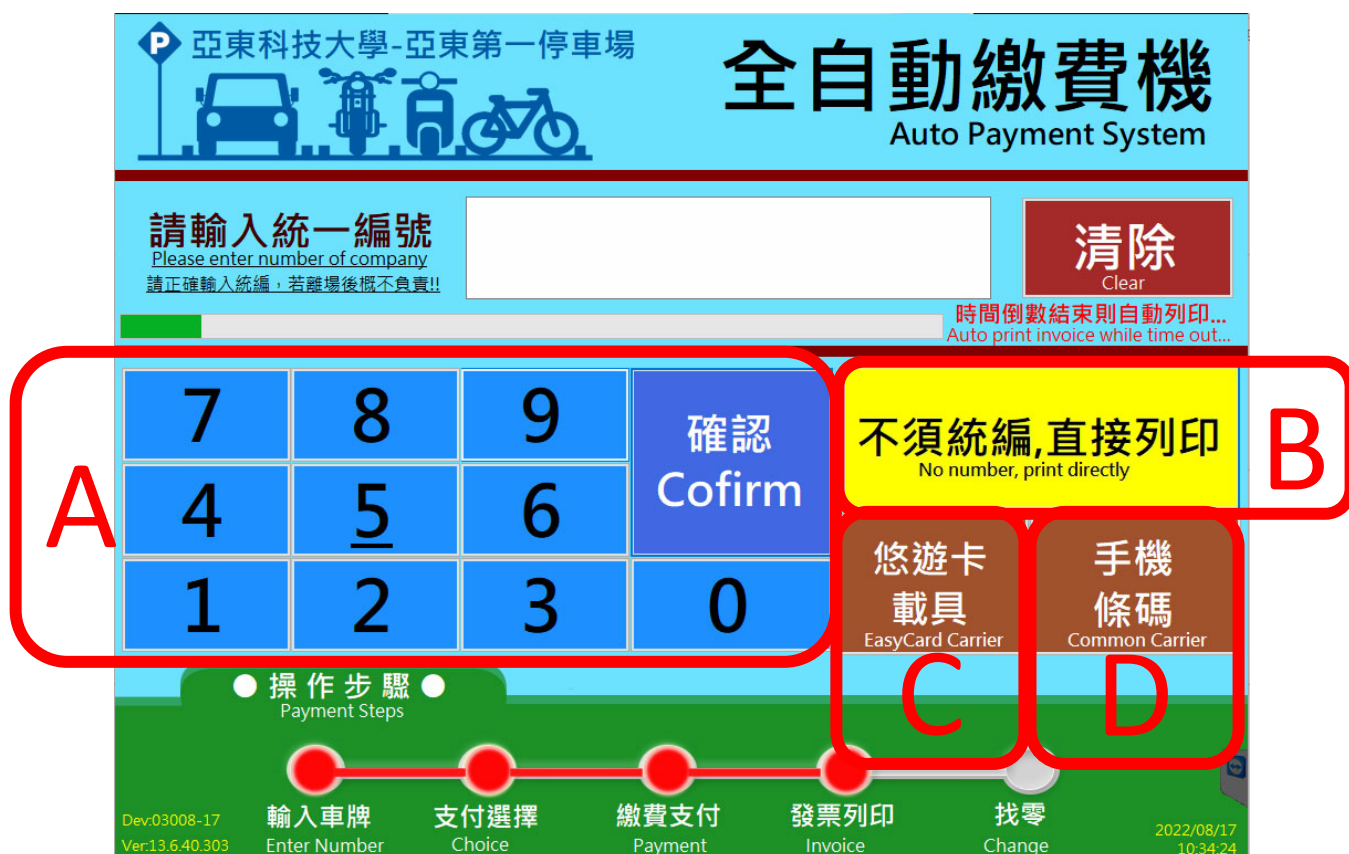 亞東科技大學-亞東第一停車場
全自動繳費機
Auto Payment System
請輸入統一編號
Please enter number of company
請正確輸入統編，若離場後概不負責!!
清除
Clear
時間倒數結束則自動列印...
Auto print invoice while time out...
A
7
8
9
確認
Cofirm
4
5
6
1
2
3
0
不須統編,直接列印
No number, print directly
B
悠遊卡
載具
EasyCard Carrier
C
手機
條碼
Common Carrier
D
●操作步驟●
Payment Steps
輸入車牌
Enter Number
支付選擇
Choice
繳費支付
Payment
發票列印
Invoice
找零
Change
Dev:03008-17
Ver:13.6.40.303
2022/08/17
10:34:24
P